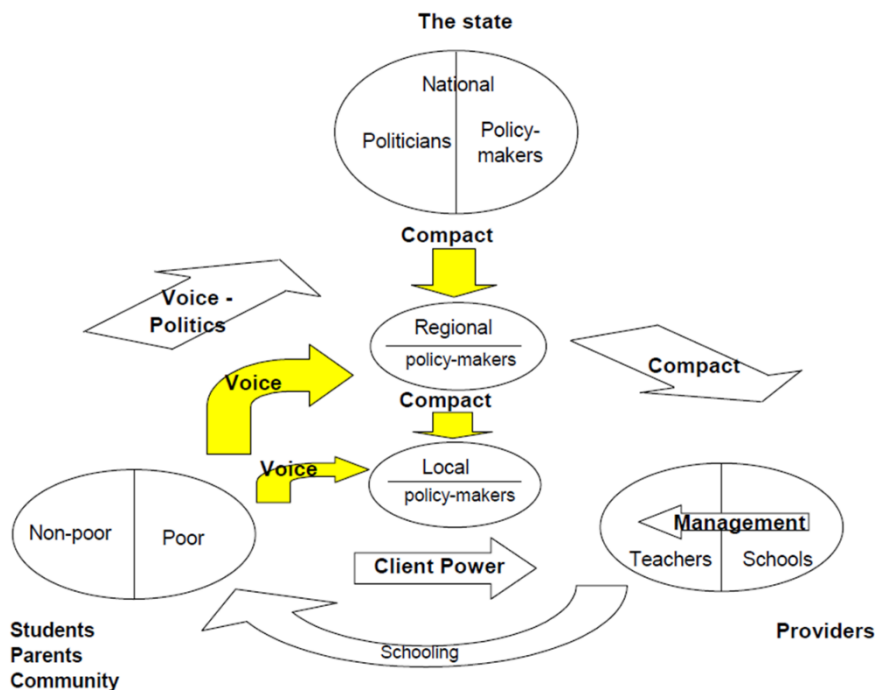 The state
National
Politicians
Policy-
makers
Compact
Voice -
Politics
Regional
policy-makers
Compact
Voice
Compact
Voice
Local
policy-makers
Non-poor
Poor
Management
Teachers
Schools
Client Power
Students
Parents
Community
Schooling
Providers